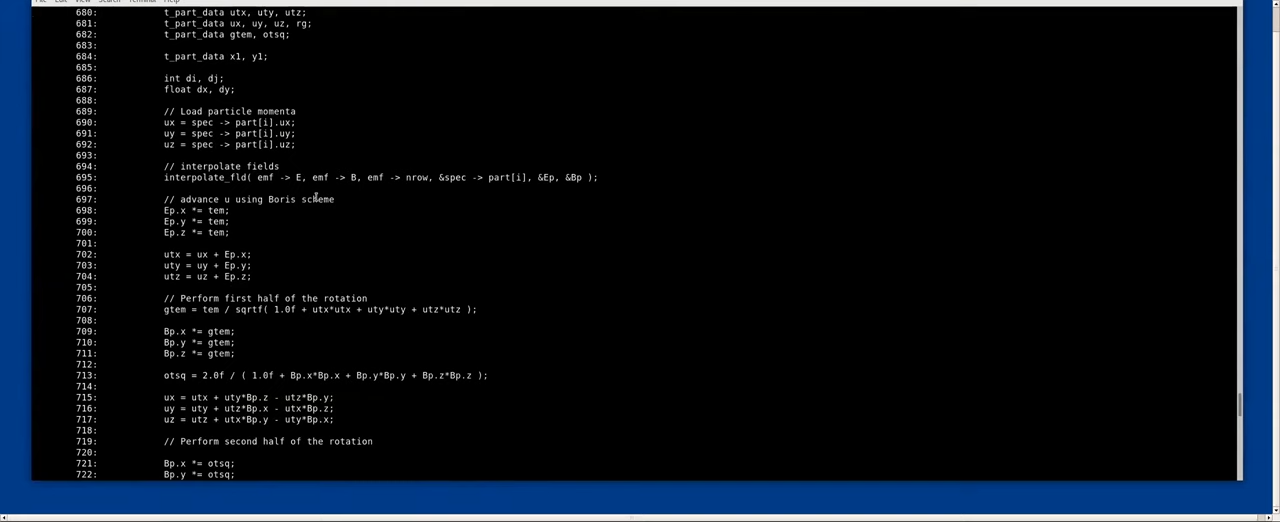 File Edit View Search Terminal Help
680: t_part_data utx, uty, utz;
681: t_part_data ux, uy, uz, rg;
682: t_part_data gtem, otsq;
683:
684: t_part_data x1, y1;
685:
686: int di, dj;
687: float dx, dy;
688:
689: // Load particle momenta
690: ux = spec -> part[i].ux;
691: uy = spec -> part[i].uy;
692: uz = spec -> part[i].uz;
693:
694: // interpolate fields
695: interpolate_fld( emf -> E, emf -> B, emf -> nrow, &spec -> part[i], &Ep, &Bp );
696:
697: // advance u using Boris scheme
698: Ep.x *= tem;
699: Ep.y *= tem;
700: Ep.z *= tem;
701:
702: utx = ux + Ep.x;
703: uty = uy + Ep.y;
704: utz = uz + Ep.z;
705:
706: // Perform first half of the rotation
707: gtem = tem / sqrtf( 1.0f + utx*utx + uty*uty + utz*utz );
708:
709: Bp.x *= gtem;
710: Bp.y *= gtem;
711: Bp.z *= gtem;
712:
713: otsq = 2.0f / ( 1.0f + Bp.x*Bp.x + Bp.y*Bp.y + Bp.z*Bp.z );
714:
715: ux = utx + uty*Bp.z - utz*Bp.y;
716: uy = uty + utz*Bp.x - utx*Bp.z;
717: uz = utz + utx*Bp.y - uty*Bp.x;
718:
719: // Perform second half of the rotation
720:
721: Bp.x *= otsq;
722: Bp.y *= otsq;